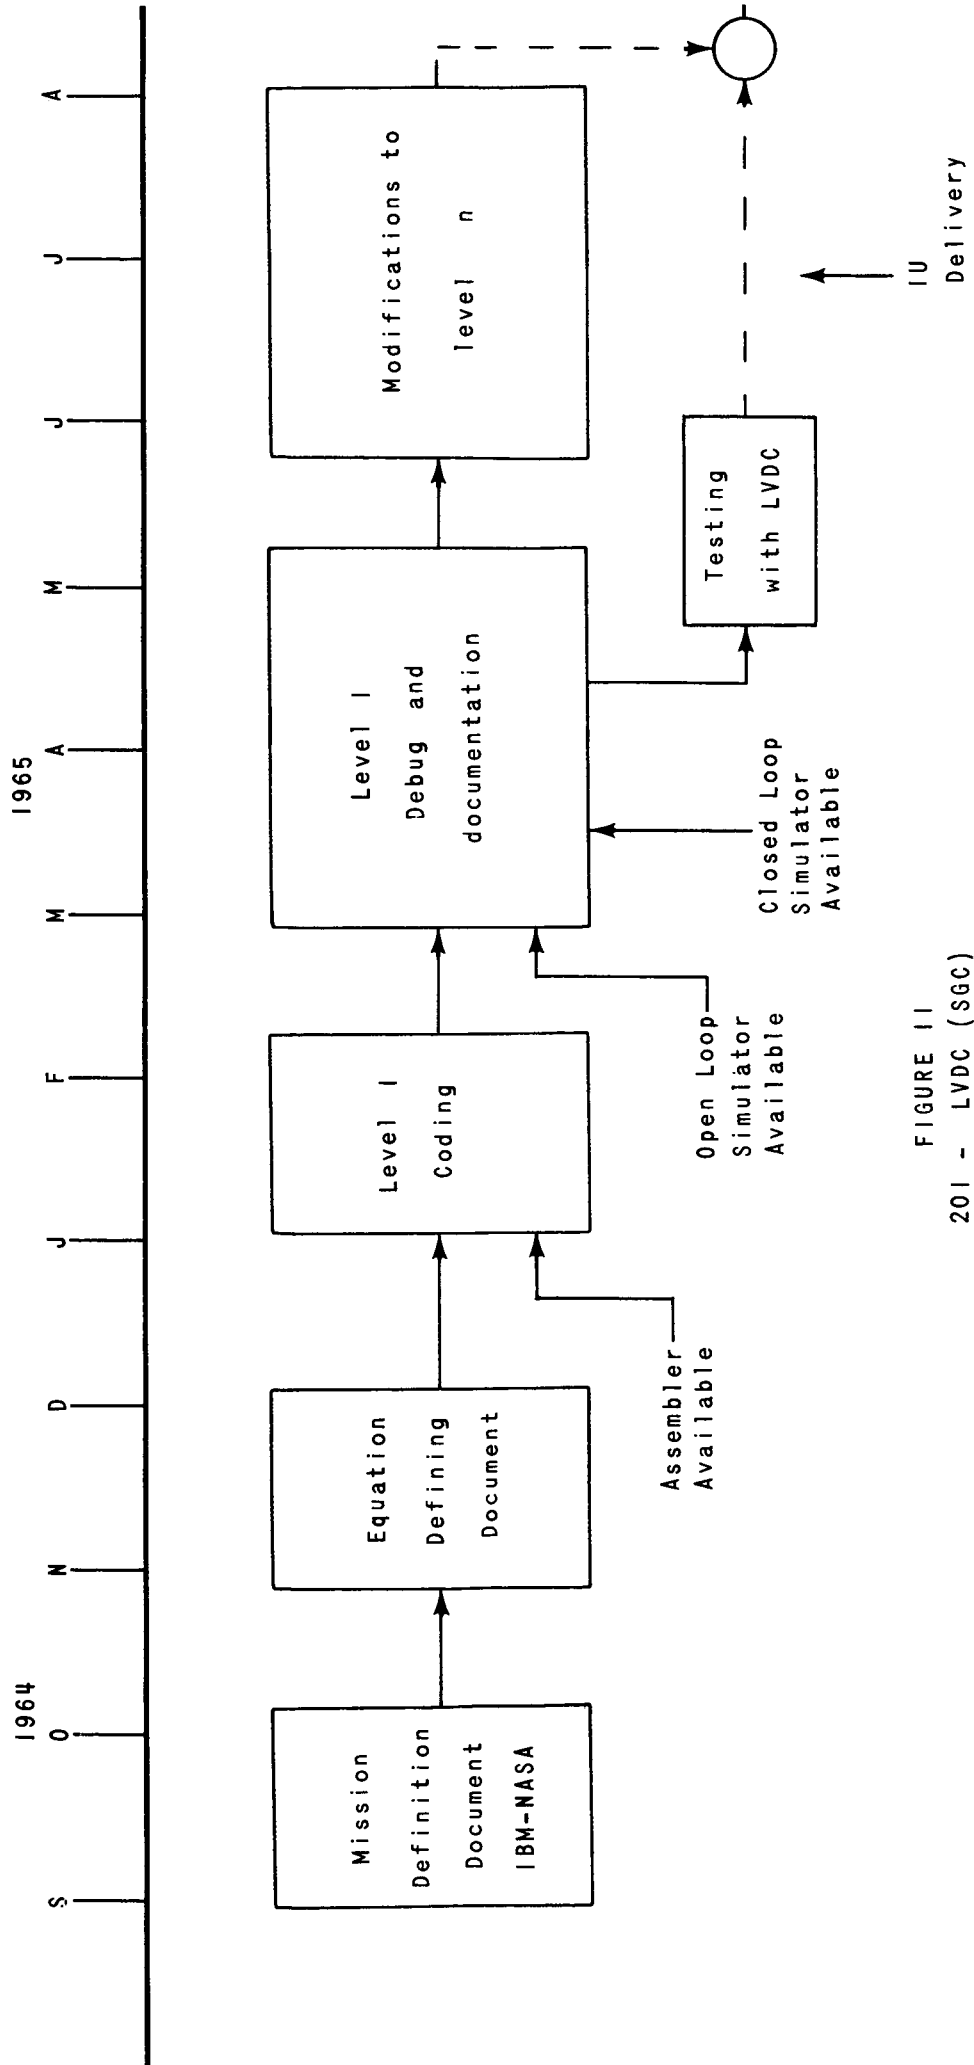 1964
1965
S
O
N
D
J
F
M
A
M
J
J
A
Mission
Definition
Document
IBM-NASA
Equation
Defining
Document
Level I
Coding
Level I
Debug and
documentation
Modifications to
level n
Assembler
Available
Open Loop
Simulator
Available
Closed Loop
Simulator
Available
Testing
with LVDC
IU
Delivery
FIGURE II
201 - LVDC (SGC)